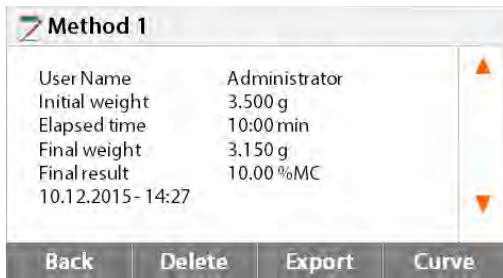 Method 1
User Name Administrator
Initial weight 3.500 g
Elapsed time 10:00 min
Final weight 3.150 g
Final result 10.00 %MC
10.12.2015 - 14:27
Back Delete Export Curve